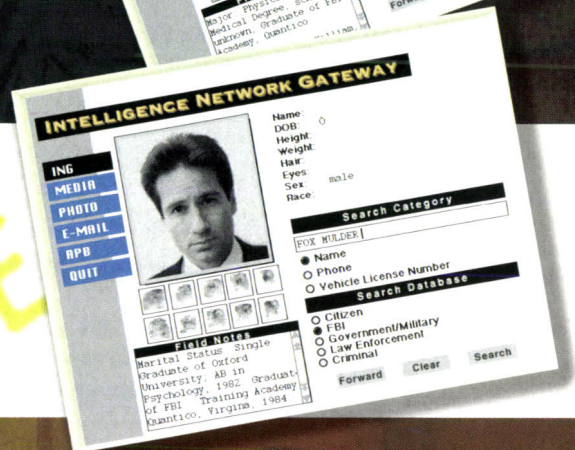 Major Physic
Medical Degree,
unknown, Graduate of FBI
Academy, Quantico
William,
INTELLIGENCE NETWORK GATEWAY
ING
MEDIA
PHOTO
E-MAIL
APB
QUIT
Name:
DOB:
Height:
Weight:
Hair:
Eyes:
Sex: male
Race:
Search Category
FOX MULDER
Name
Phone
Vehicle License Number
Search Database
Citizen
FBI
Government/Military
Law Enforcement
Criminal
Forward Clear Search
Field Notes
Marital Status Single
Graduate of Oxford
University, AB in
Psychology, 1982 Graduat
of FBI Training Academy
Quantico, Virgina, 1984